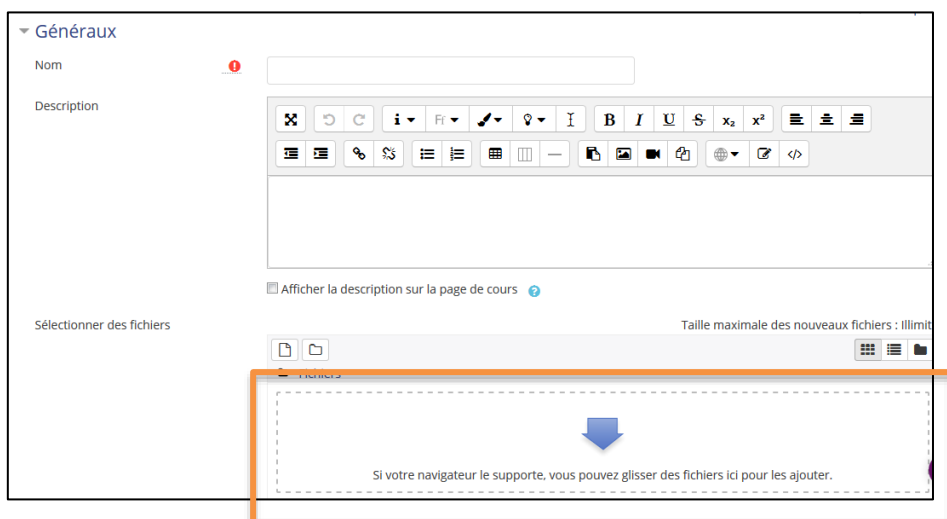 Généraux
Nom
Description
Afficher la description sur la page de cours
Sélectionner des fichiers
Taille maximale des nouveaux fichiers : Illimit
Fichiers
Si votre navigateur le supporte, vous pouvez glisser des fichiers ici pour les ajouter.